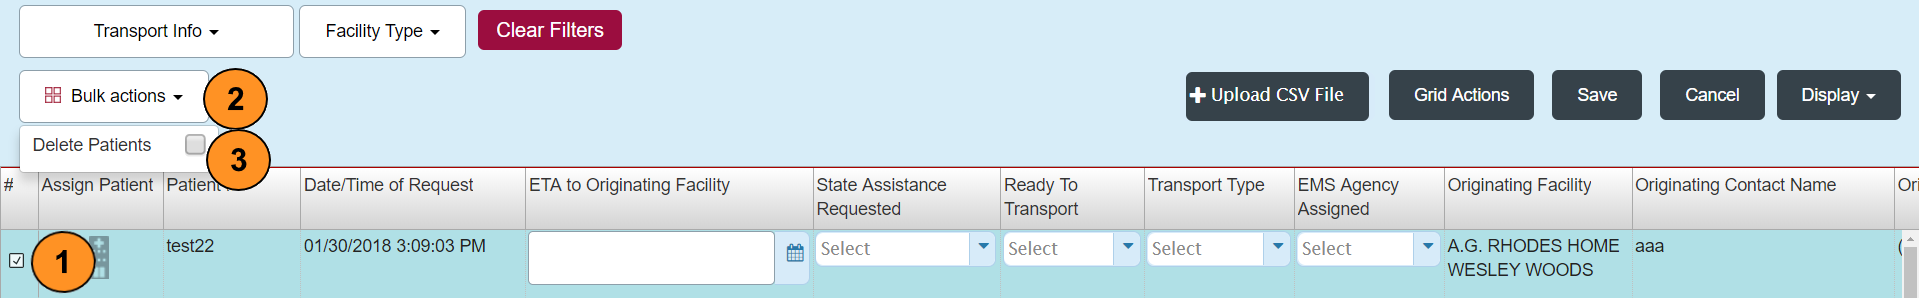 Transport Info
Facility Type
Clear Filters
Bulk actions
2
Upload CSV File
Grid Actions
Save
Cancel
Display
Delete Patients
3
#
Assign Patient
Patient
Date/Time of Request
ETA to Originating Facility
State Assistance
Requested
Ready To
Transport
Transport Type
EMS Agency
Assigned
Originating Facility
Originating Contact Name
Ori
1
test22
01/30/2018 3:09:03 PM
Select
Select
Select
Select
A.G. RHODES HOME
WESLEY WOODS
aaa
(